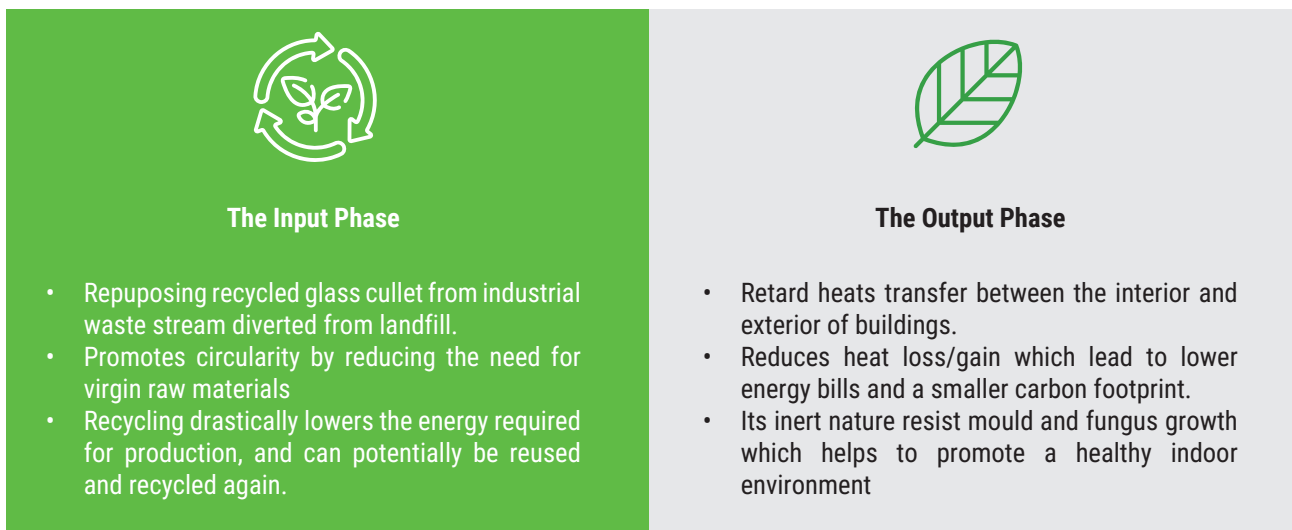 The Input Phase
• Repuposing recycled glass cullet from industrial
waste stream diverted from landfill.
• Promotes circularity by reducing the need for
virgin raw materials
• Recycling drastically lowers the energy required
for production, and can potentially be reused
and recycled again.
The Output Phase
• Retard heats transfer between the interior and
exterior of buildings.
• Reduces heat loss/gain which lead to lower
energy bills and a smaller carbon footprint.
• Its inert nature resist mould and fungus growth
which helps to promote a healthy indoor
environment